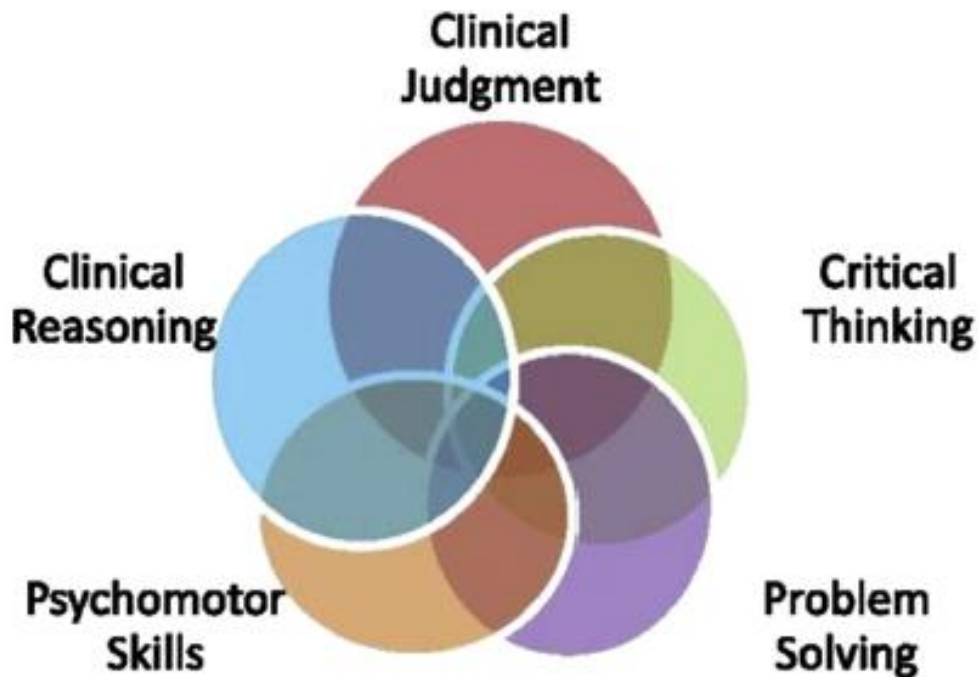 Clinical
Judgment
Clinical
Reasoning
Critical
Thinking
Psychomotor
Skills
Problem
Solving